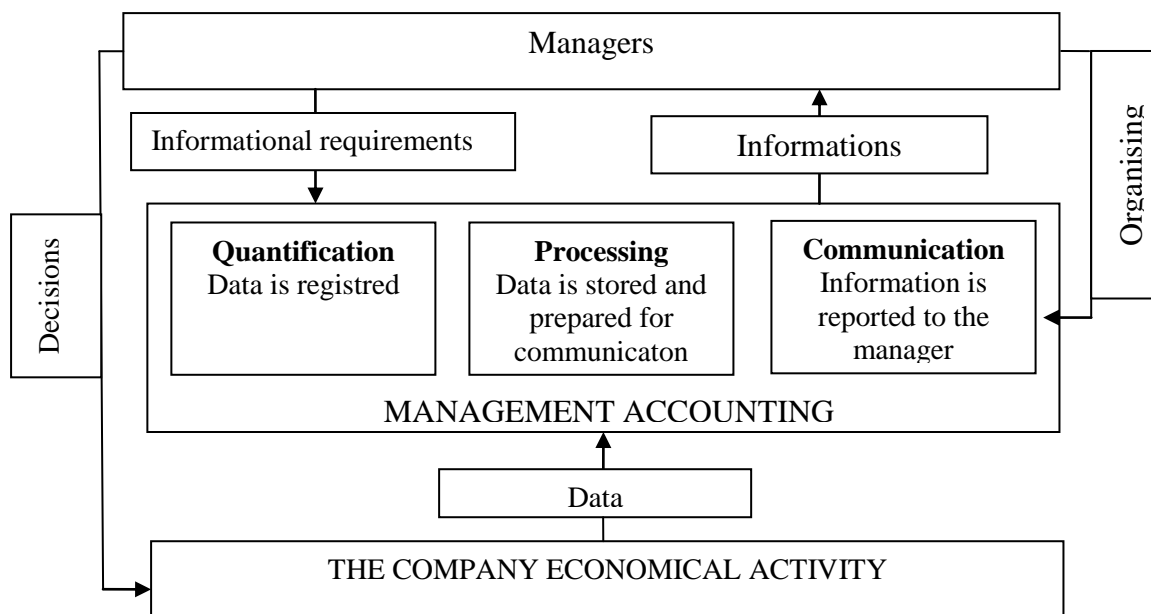 Managers
Informational requirements
Informations
Organising
Decisions
Quantification
Data is registred
Processing
Data is stored and
prepared for
communicaton
Communication
Information is
reported to the
manager
MANAGEMENT ACCOUNTING
Data
THE COMPANY ECONOMICAL ACTIVITY